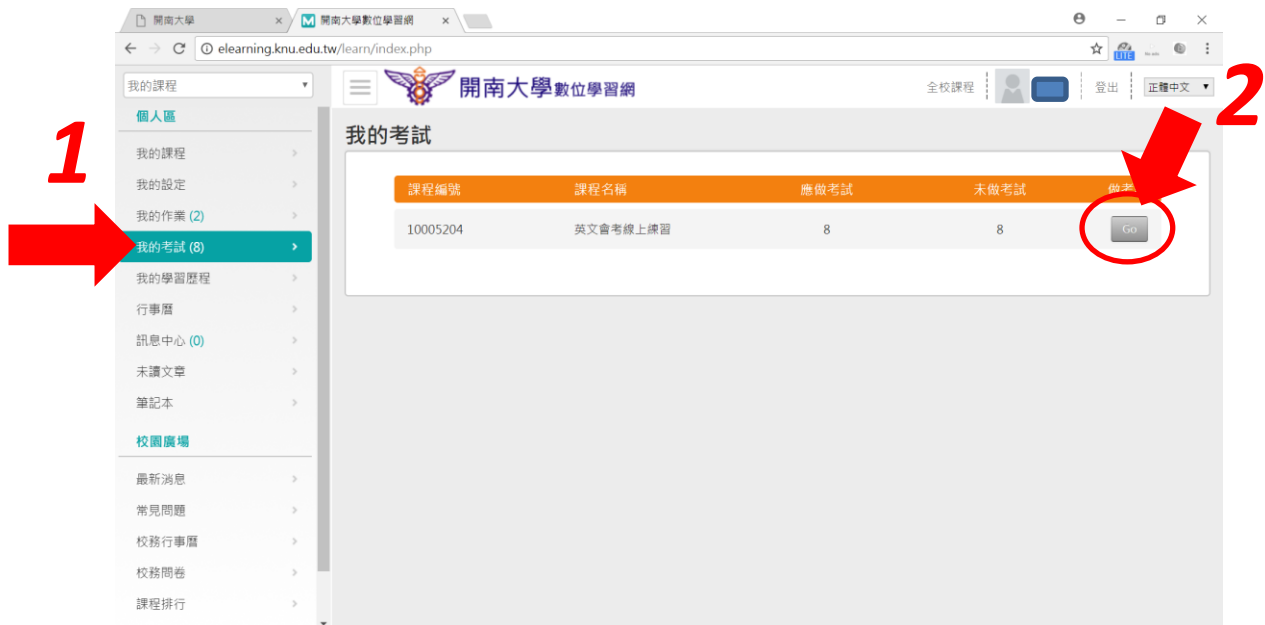 開南大學
開南大學數位學習網
elearning.knu.edu.tw/learn/index.php
LITE
我的課程
開南大學數位學習網
全校課程
登出
正體中文
2
個人區
我的考試
1
我的課程
我的設定
我的作業 (2)
我的考試 (8)
我的學習歷程
行事曆
訊息中心 (0)
未讀文章
筆記本
校園廣場
最新消息
常見問題
校務行事曆
校務問卷
課程排行
課程編號 課程名稱 應做考試 未做考試 做考
10005204 英文會考線上練習 8 8 Go